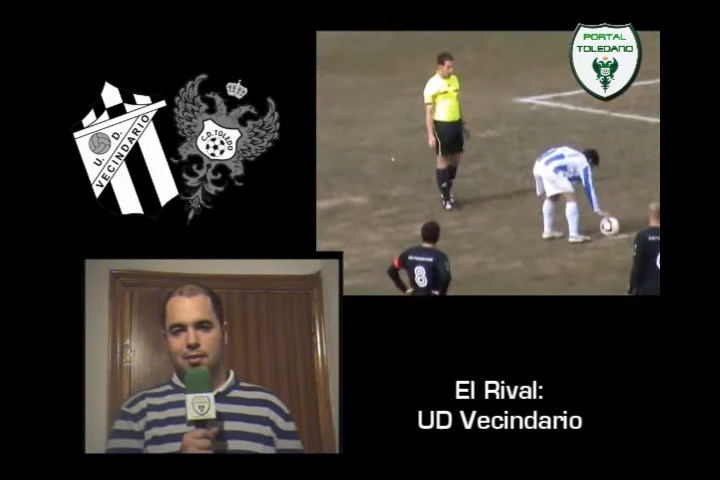 PORTAL
TOLEDANO
U. D.
VECINDARIO
C. D. TOLEDO
8
El Rival:
UD Vecindario